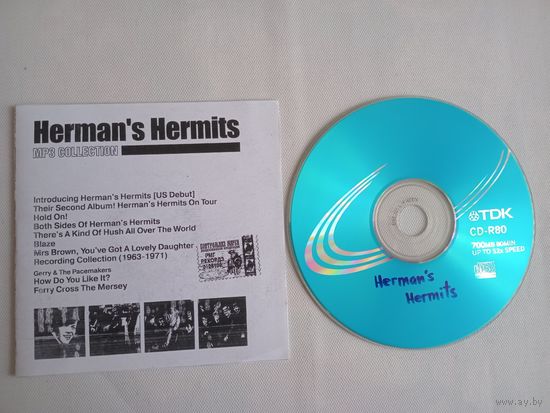 Herman's Hermits
MP3 COLLECTION
Introducing Herman's Hermits [US Debut]
Their Second Album! Herman's Hermits On Tour
Hold On!
Both Sides Of Herman's Hermits
There's A Kind Of Hush All Over The World
Blaze
Mrs Brown, You've Got A Lovely Daughter
Recording Collection (1963-1971)
Gerry & The Pacemakers
How Do You Like It?
Ferry Cross The Mersey
TDK
CD-R80
700MB 80MIN
UP TO 52x SPEED
Herman's
Hermits
www.ay.by